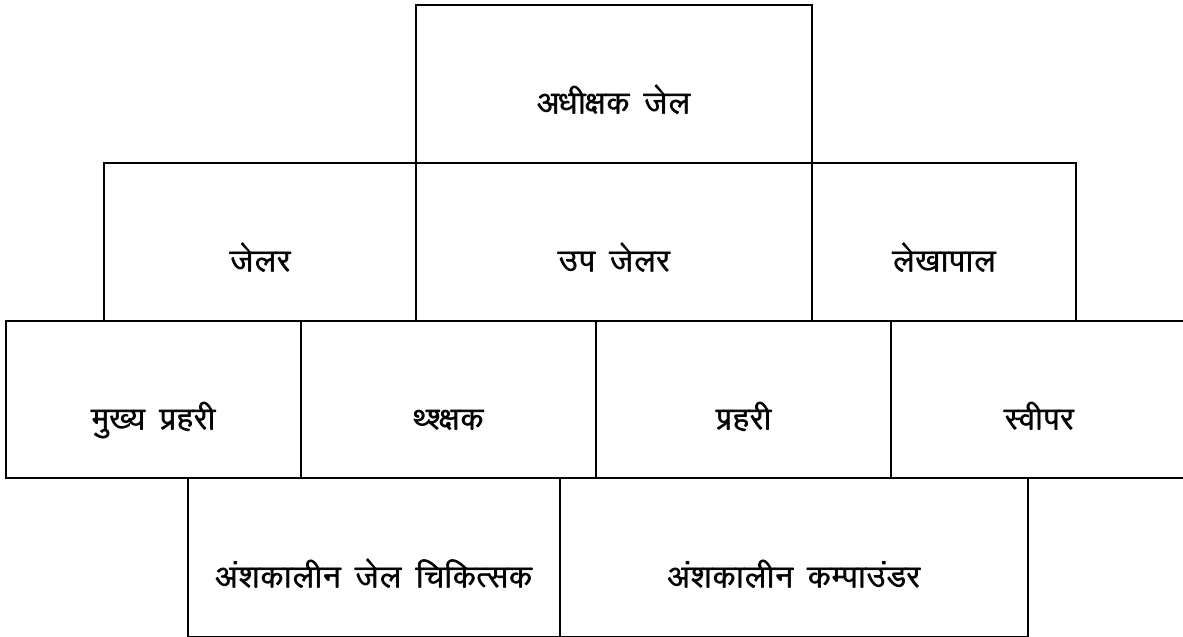 अधीक्षक जेल
जेलर उप जेलर लेखापाल
मुख्य प्रहरी थ्श्क्षक प्रहरी स्वीपर
अंशकालीन जेल चिकित्सक अंशकालीन कम्पाउंडर